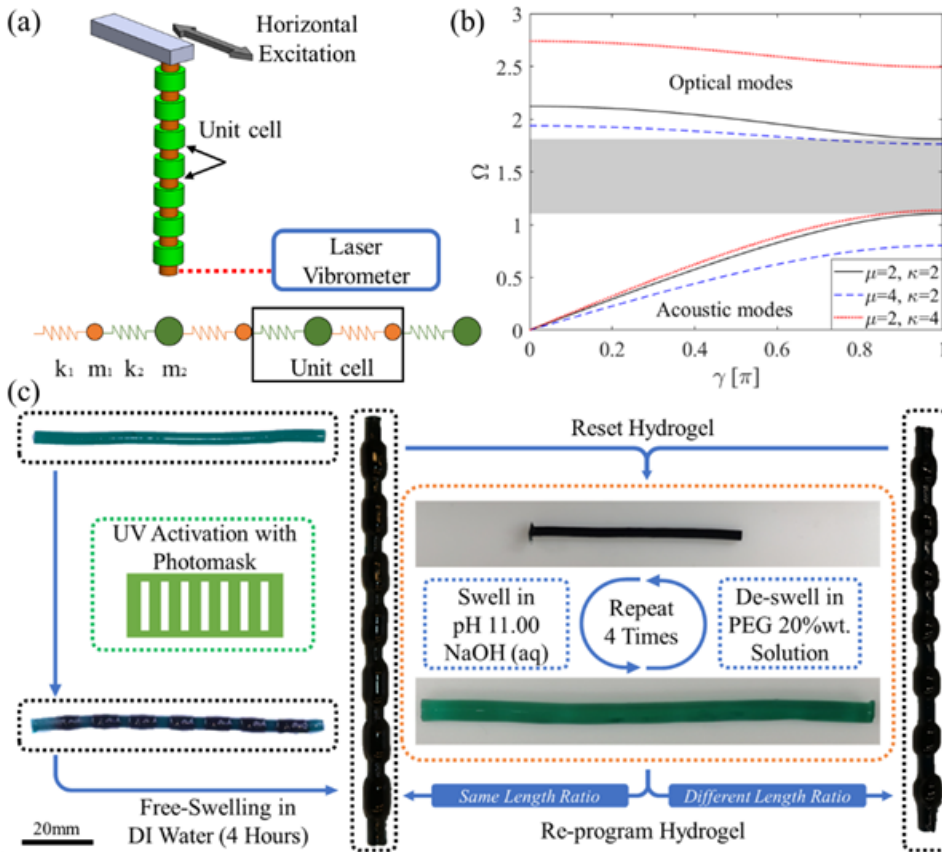 (a)
Horizontal
Excitation
Unit cell
Laser
Vibrometer
k₁ m₁ k₂ m₂
Unit cell
(b)
3
2.5
2
1.5
1
0.5
0
Ω
Optical modes
Acoustic modes
μ=2, κ=2
μ=4, κ=2
μ=2, κ=4
0 0.2 0.4 0.6 0.8 1
γ [π]
(c)
UV Activation with
Photomask
Free-Swelling in
DI Water (4 Hours)
20mm
Reset Hydrogel
Swell in
pH 11.00
NaOH (aq)
Repeat
4 Times
De-swell in
PEG 20%wt.
Solution
Same Length Ratio
Different Length Ratio
Re-program Hydrogel